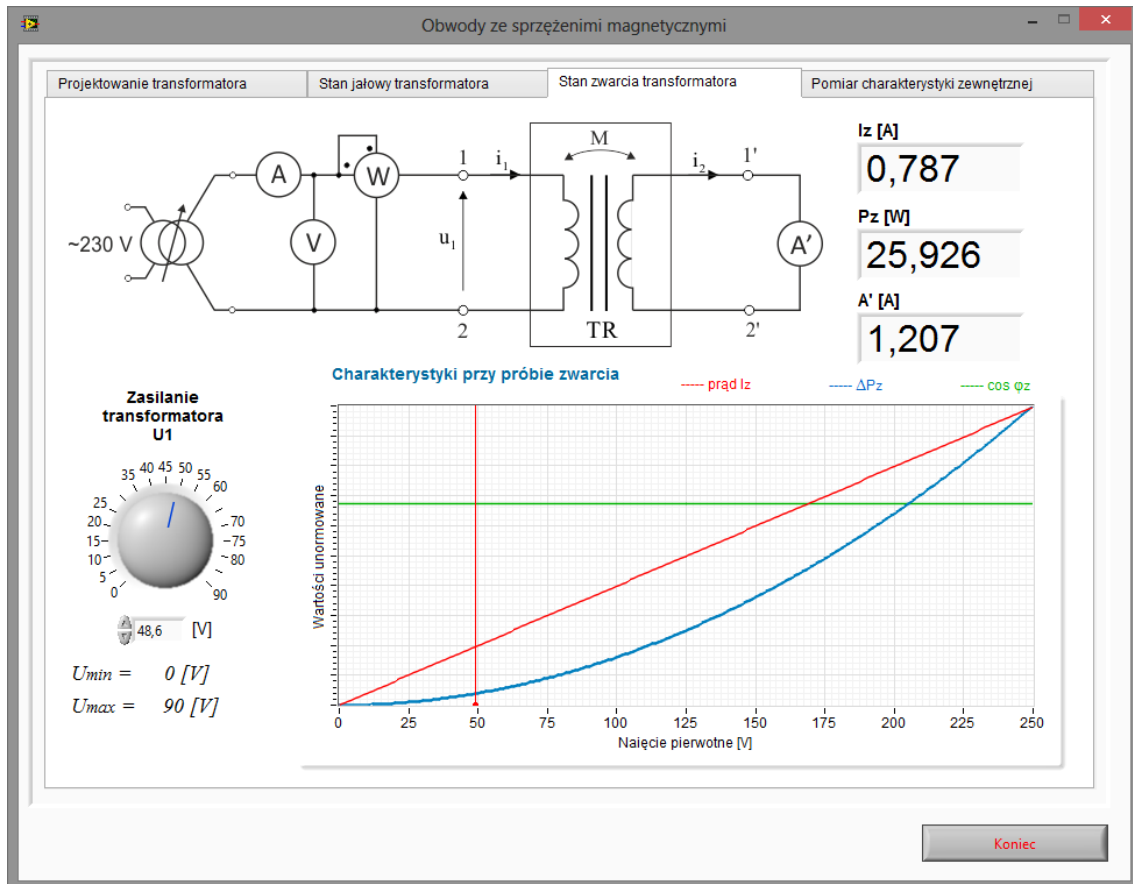 Obwody ze sprzężenimi magnetycznymi
Projektowanie transformatora
Stan jałowy transformatora
Stan zwarcia transformatora
Pomiar charakterystyki zewnętrznej
~230 V
A
V
W
1
i1
u1
2
M
TR
i2
1'
A'
2'
Iz [A]
0,787
Pz [W]
25,926
A' [A]
1,207
Zasilanie
transformatora
U1
0 5 10 15 20 25 35 40 45 50 55 60 70 75 80 90
48,6 [V]
Umin = 0 [V]
Umax = 90 [V]
Charakterystyki przy próbie zwarcia
----- prąd Iz
----- ΔPz
----- cos φz
Wartości unormowane
0 25 50 75 100 125 150 175 200 225 250
Naięcie pierwotne [V]
Koniec